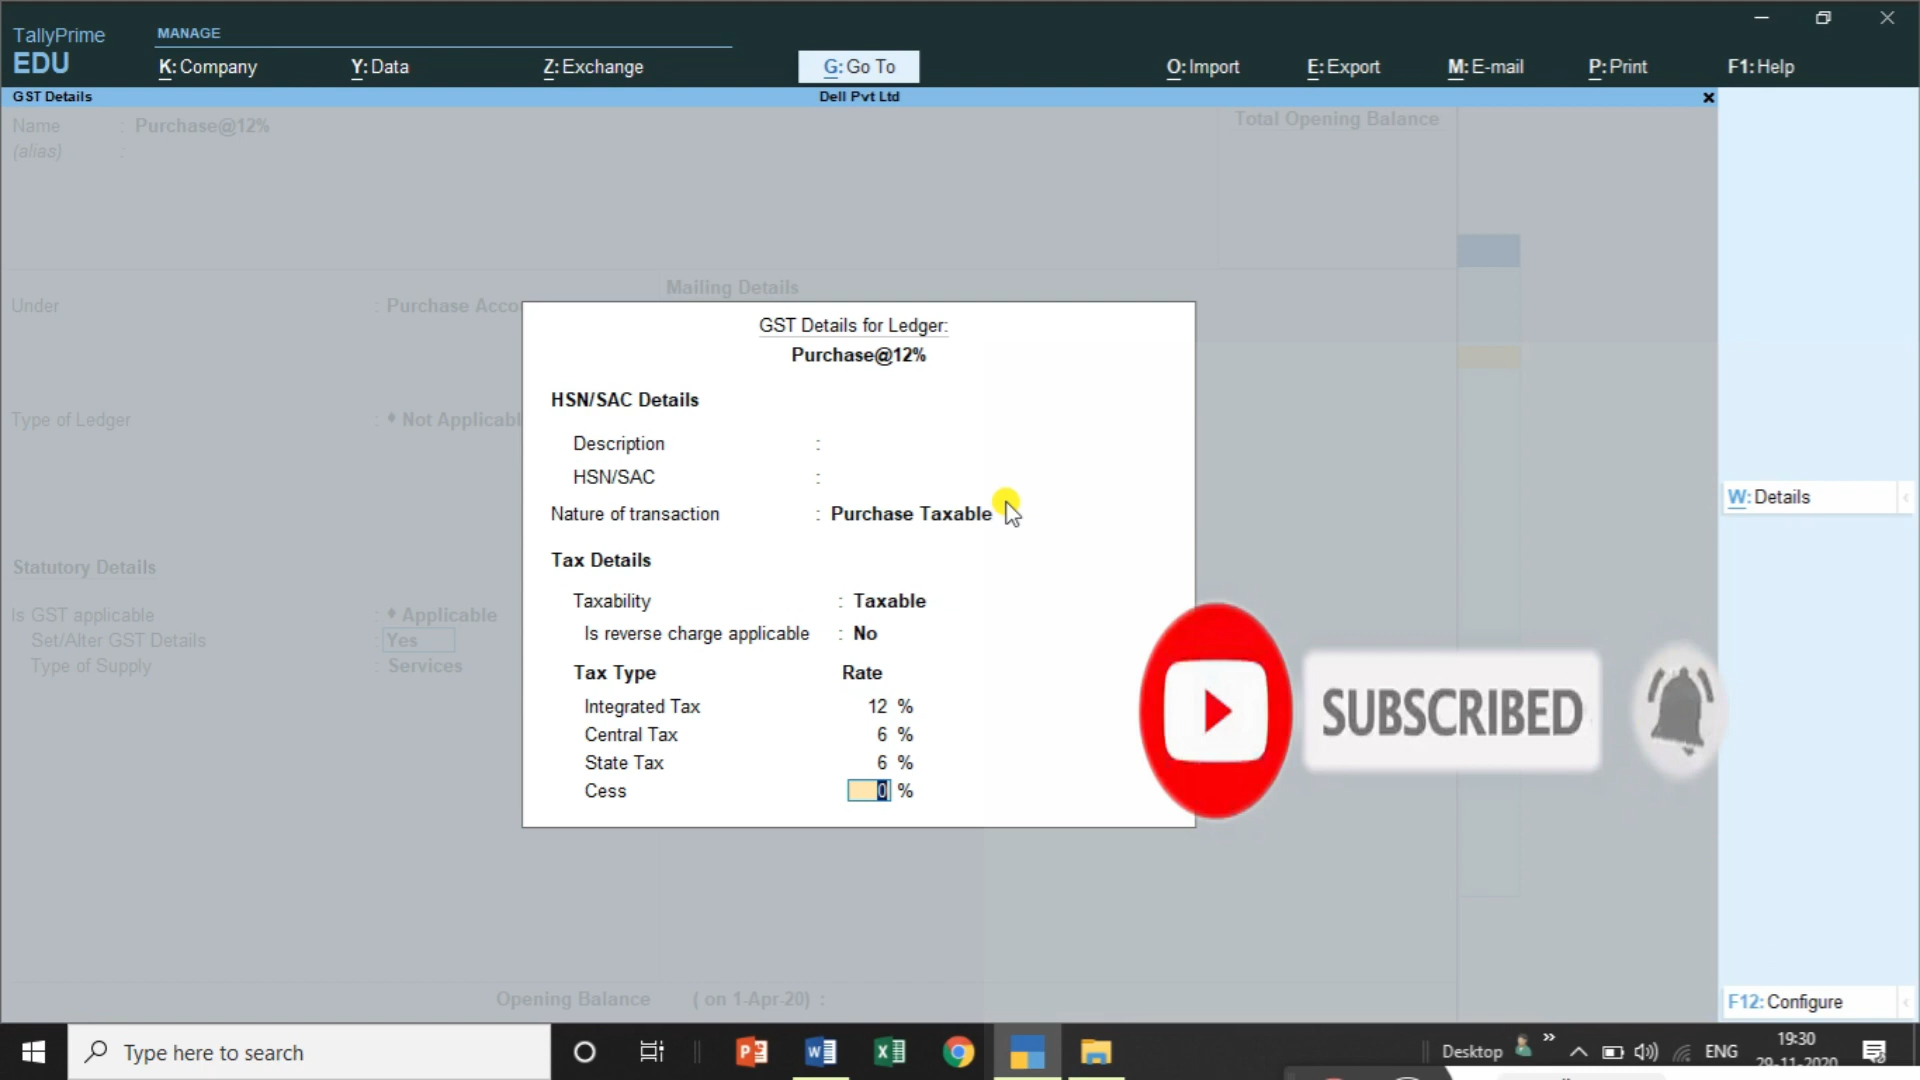 TallyPrime
EDU
MANAGE
K: Company
Y: Data
Z: Exchange
G: Go To
O: Import
E: Export
M: E-mail
P: Print
F1: Help
GST Details
Dell Pvt Ltd
Name : Purchase@12%
(alias) :
Total Opening Balance
Mailing Details
Under : Purchase
Type of Ledger : ♦ Not
Statutory Details
Is GST applicable : ♦ Applicable
Set/Alter GST Details : Yes
Type of Supply : Services
GST Details for Ledger:
Purchase@12%
HSN/SAC Details
Description :
HSN/SAC :
Nature of transaction : Purchase Taxable
Tax Details
Taxability : Taxable
Is reverse charge applicable : No
Tax Type Rate
Integrated Tax 12 %
Central Tax 6 %
State Tax 6 %
Cess 0 %
SUBSCRIBED
W: Details
Opening Balance ( on 1-Apr-20) :
F12: Configure
Type here to search
Desktop
ENG
19:30
29-11-2020